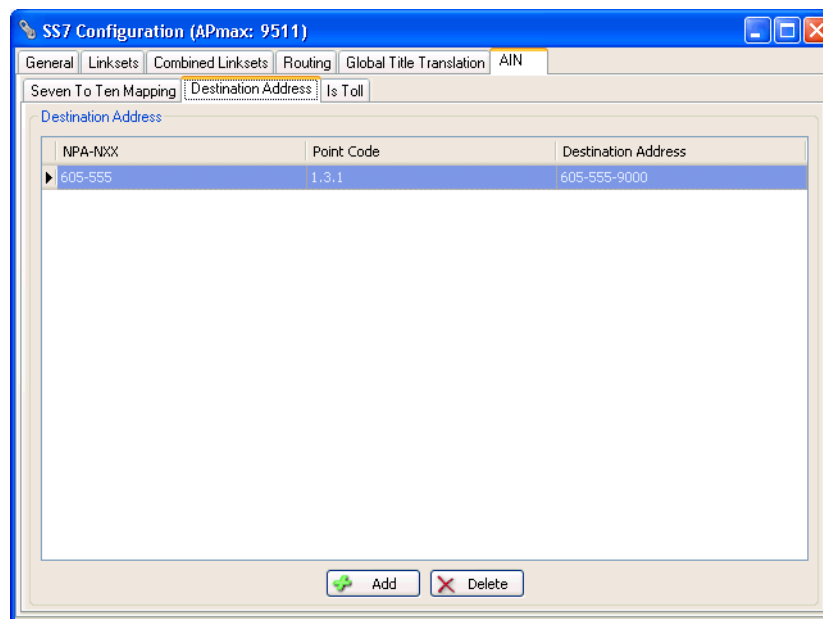 SS7 Configuration (APmax: 9511)
General Linksets Combined Linksets Routing Global Title Translation AIN
Seven To Ten Mapping Destination Address Is Toll
Destination Address
NPA-NXX Point Code Destination Address
605-555 1.3.1 605-555-9000
Add Delete